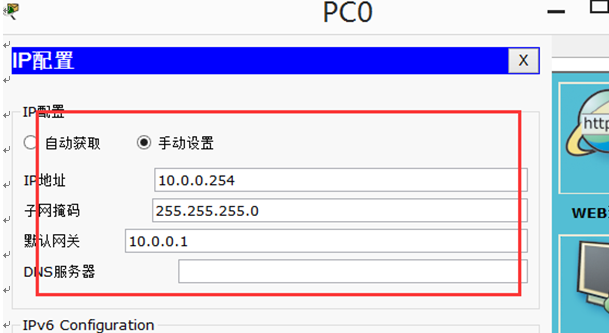 PC0
IP配置
X
IP配置
自动获取
手动设置
IP地址
10.0.0.254
子网掩码
255.255.255.0
默认网关
10.0.0.1
DNS服务器
IPv6 Configuration
http
WEB